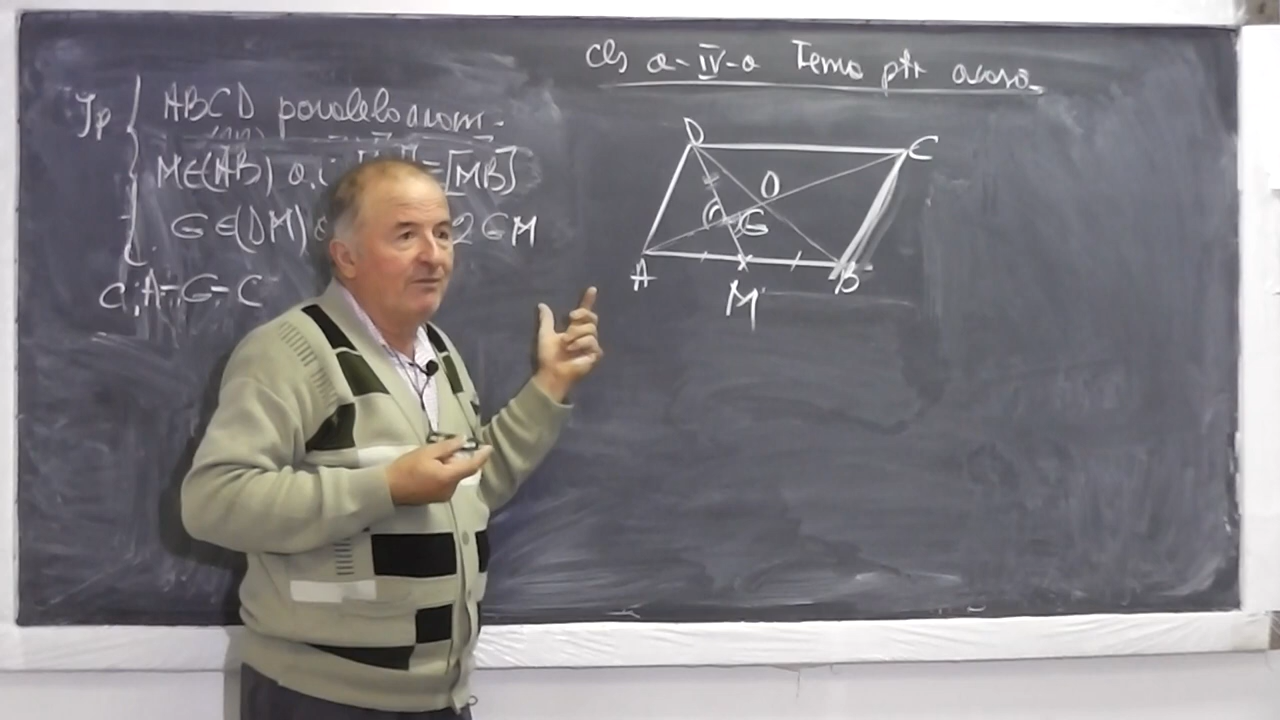 cls a-IV-a Tema ptr acasă
Ip ABCD paralelogram.
M∈(AB) a.î. =[MB]
G∈(DM) 2GM
C: A-G-C
D
C
O
G
A
M
B